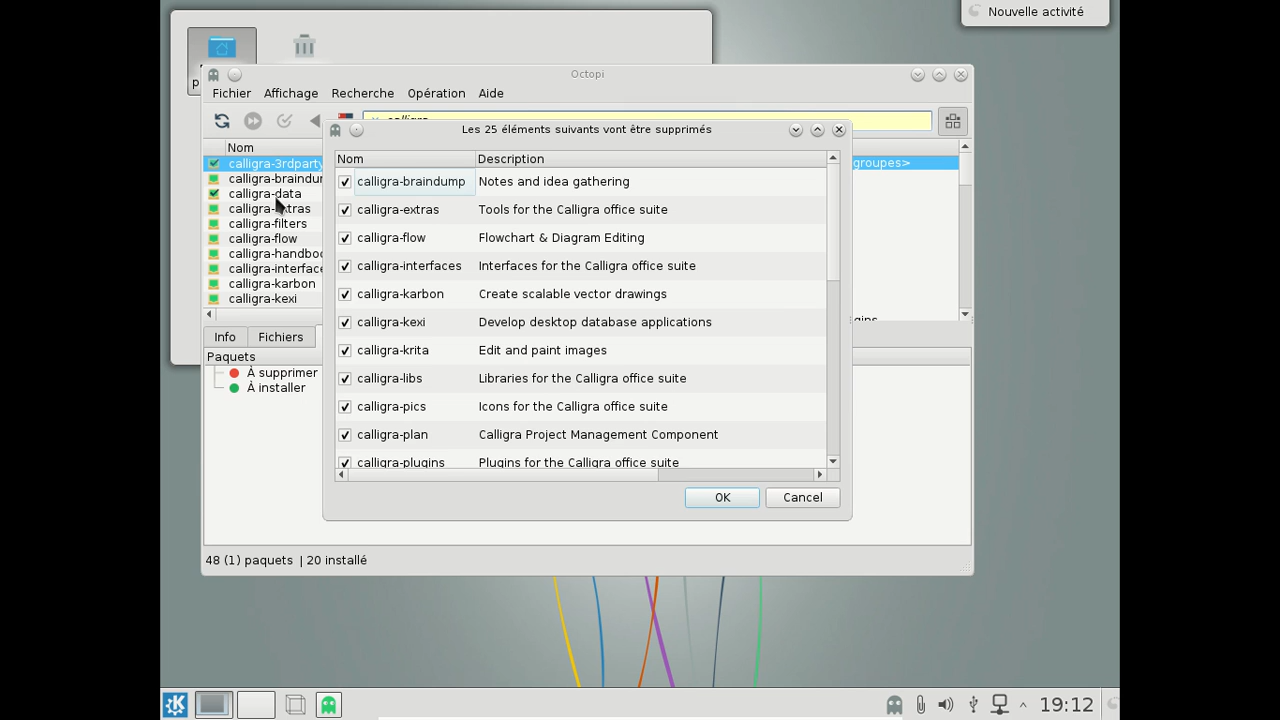 Nouvelle activité
p
Octopi
Fichier Affichage Recherche Opération Aide
calligra
Les 25 éléments suivants vont être supprimés
Nom
calligra-3rdparty
calligra-braindu
calligra-data
calligra-extras
calligra-filters
calligra-flow
calligra-handboo
calligra-interface
calligra-karbon
calligra-kexi
groupes>
Nom Description
calligra-braindump Notes and idea gathering
calligra-extras Tools for the Calligra office suite
calligra-flow Flowchart & Diagram Editing
calligra-interfaces Interfaces for the Calligra office suite
calligra-karbon Create scalable vector drawings
calligra-kexi Develop desktop database applications
calligra-krita Edit and paint images
calligra-libs Libraries for the Calligra office suite
calligra-pics Icons for the Calligra office suite
calligra-plan Calligra Project Management Component
calligra-plugins Plugins for the Calligra office suite
OK Cancel
Info Fichiers
Paquets
À supprimer
À installer
48 (1) paquets | 20 installé
19:12